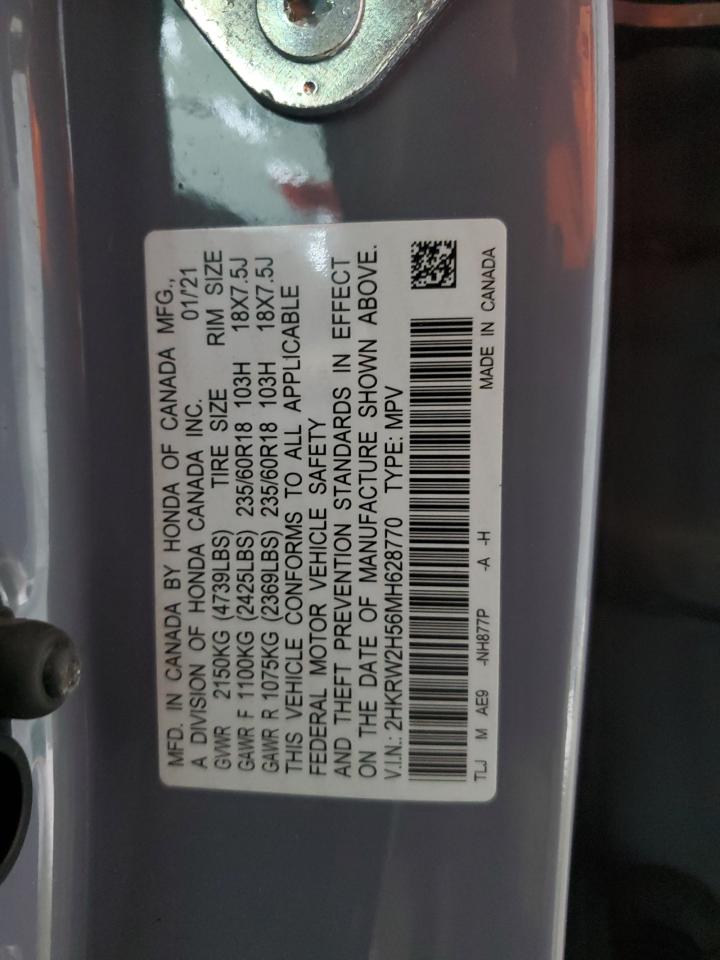 MFD. IN CANADA BY HONDA OF CANADA MFG.,
A DIVISION OF HONDA CANADA INC. 01/'21
GVWR 2150KG (4739LBS) TIRE SIZE RIM SIZE
GAWR F 1100KG (2425LBS) 235/60R18 103H 18X7.5J
GAWR R 1075KG (2369LBS) 235/60R18 103H 18X7.5J
THIS VEHICLE CONFORMS TO ALL APPLICABLE
FEDERAL MOTOR VEHICLE SAFETY
AND THEFT PREVENTION STANDARDS IN EFFECT
ON THE DATE OF MANUFACTURE SHOWN ABOVE.
V.I.N.: 2HKRW2H56MH628770 TYPE: MPV
TLJ M AE9 -NH877P -A -H MADE IN CANADA